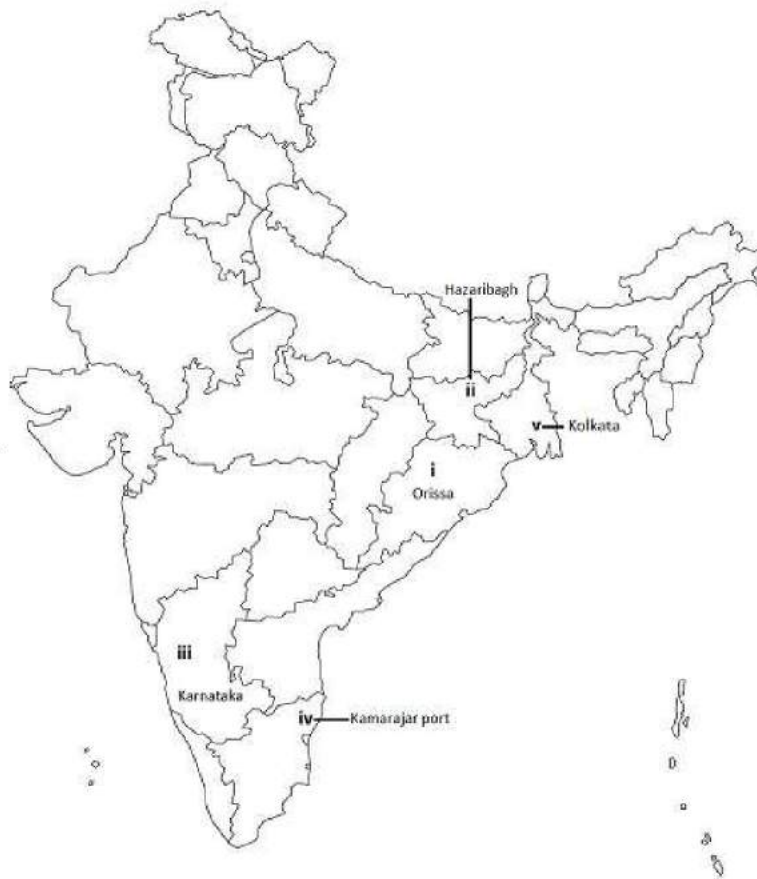 Hazaribagh
ii
v Kolkata
i
Orissa
iii
Karnataka
iv Kamarajar port